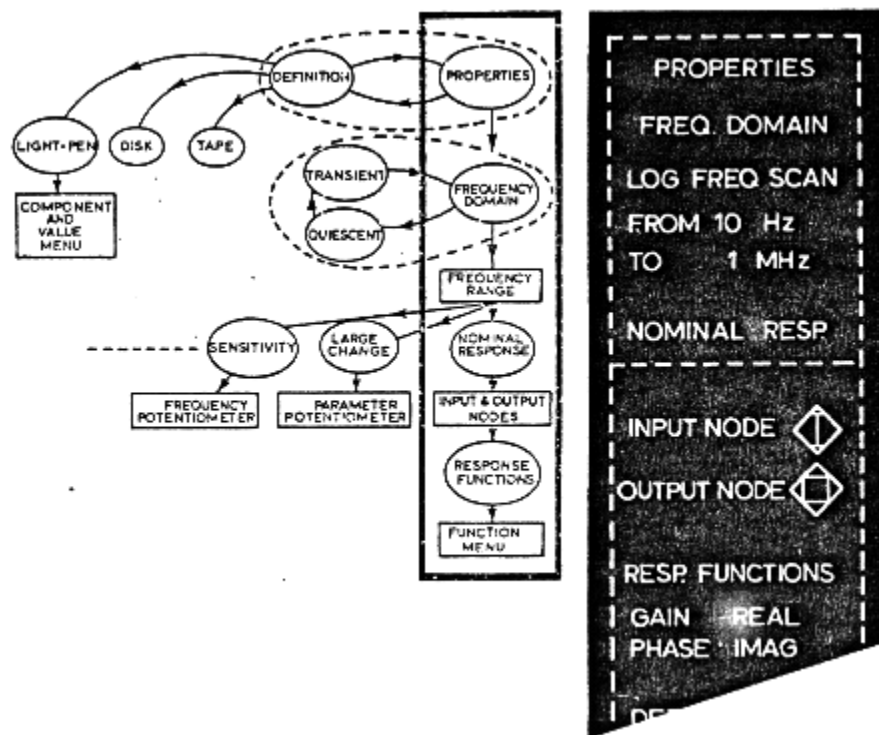 DEFINITION
PROPERTIES
LIGHT-PEN
DISK
TAPE
COMPONENT
AND
VALUE
MENU
TRANSIENT
QUIESCENT
FREQUENCY
DOMAIN
FREQUENCY
RANGE
SENSITIVITY
LARGE
CHANGE
NOMINAL
RESPONSE
FREQUENCY
POTENTIOMETER
PARAMETER
POTENTIOMETER
INPUT & OUTPUT
NODES
RESPONSE
FUNCTIONS
FUNCTION
MENU
PROPERTIES
FREQ. DOMAIN
LOG FREQ SCAN
FROM 10 Hz
TO 1 MHz
NOMINAL RESP
INPUT NODE
OUTPUT NODE
RESP. FUNCTIONS
GAIN REAL
PHASE IMAG